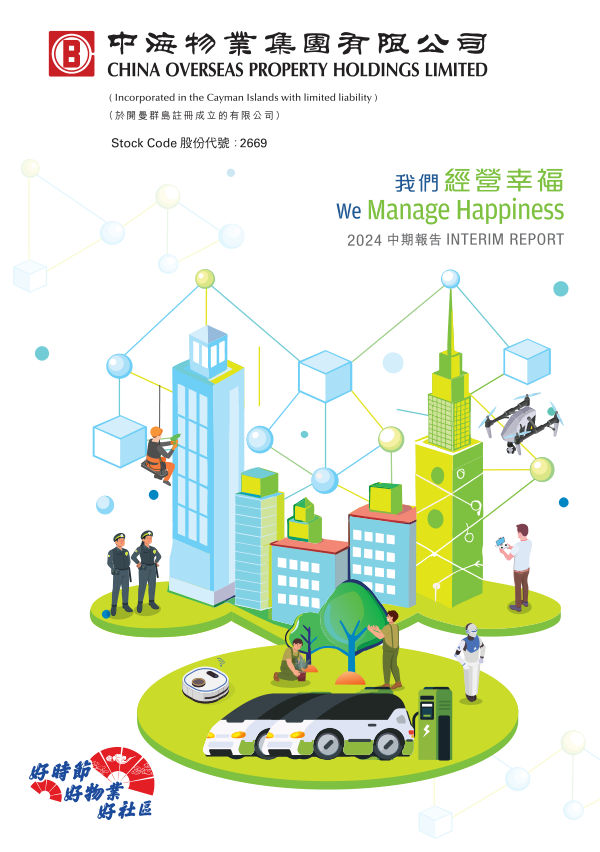 中海物業集團有限公司
CHINA OVERSEAS PROPERTY HOLDINGS LIMITED
( Incorporated in the Cayman Islands with limited liability )
(於開曼群島註冊成立的有限公司)
Stock Code 股份代號 : 2669
我們 經營幸福
We Manage Happiness
2024 中期報告 INTERIM REPORT
好時節
好物業
好社區